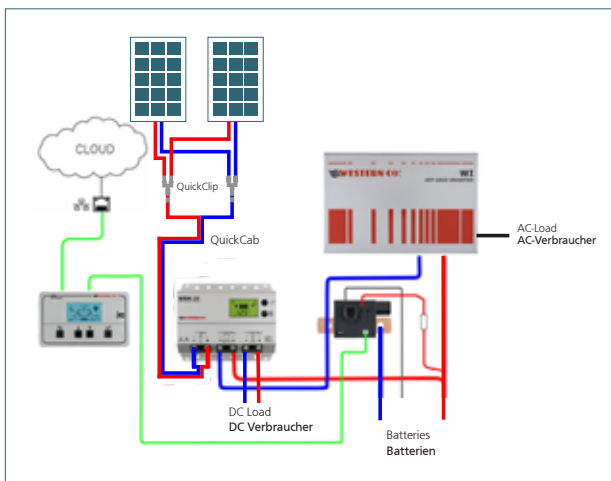 CLOUD
QuickClip
QuickCab
WESTERN CO.
WI
AC-Load
AC-Verbraucher
DC Load
DC Verbraucher
Batteries
Batterien